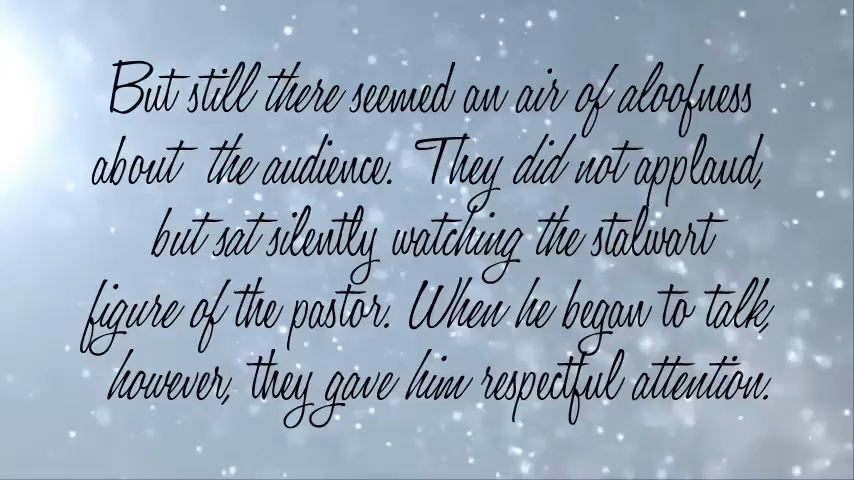 But still there seemed an air of aloofness
about the audience. They did not applaud,
but sat silently watching the stalwart
figure of the pastor. When he began to talk,
however, they gave him respectful attention.